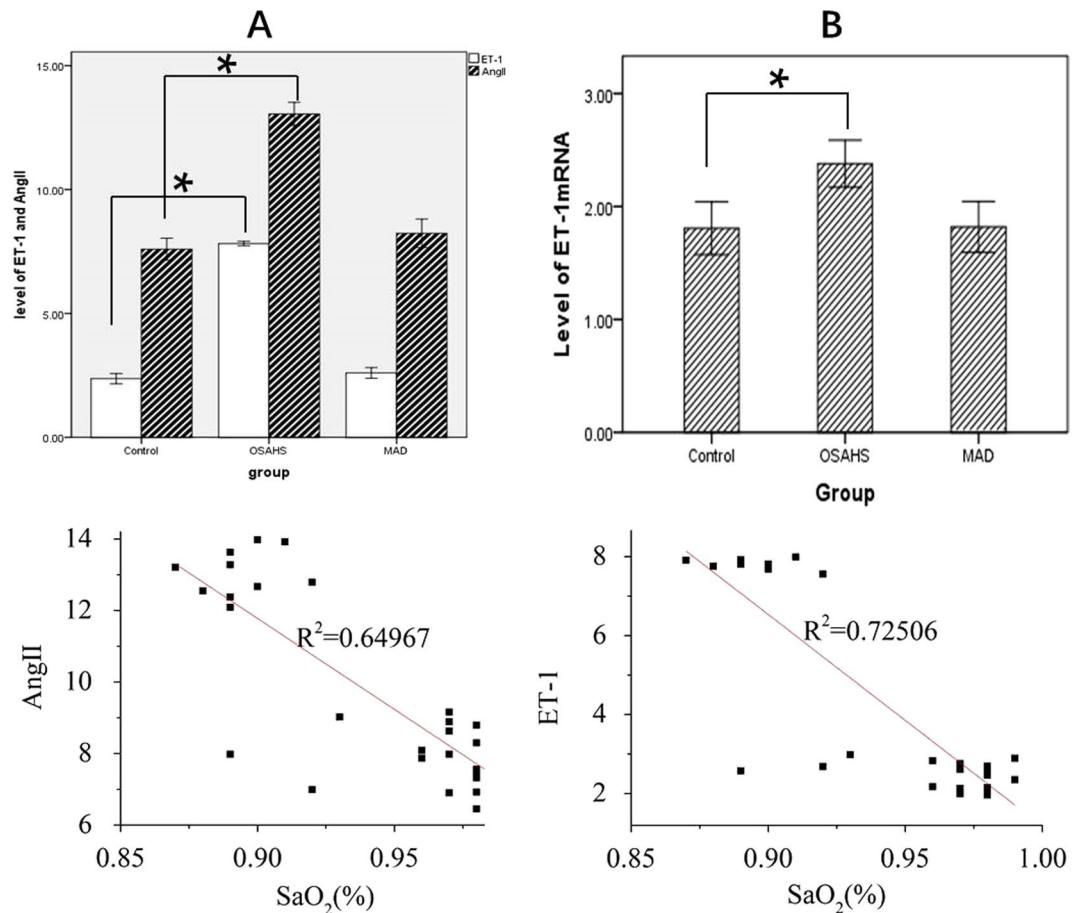 A
ET-1
AngII
15.00
10.00
5.00
0.00
level of ET-1 and AngII
*
*
Control
OSAHS
MAD
group
B
3.00
2.00
1.00
0.00
Level of ET-1mRNA
*
Control
OSAHS
MAD
Group
14
12
10
8
6
AngII
R²=0.64967
0.85
0.90
0.95
SaO₂(%)
8
6
4
2
ET-1
R²=0.72506
0.85
0.90
0.95
1.00
SaO₂(%)